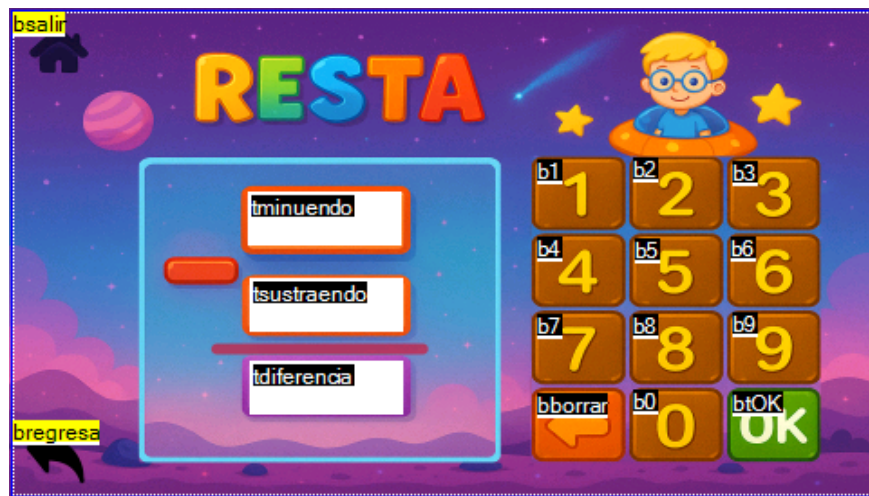 bsalir
RESTA
tminuendo
tsustraendo
tdiferencia
b1 1 b2 2 b3 3
b4 4 b5 5 b6 6
b7 7 b8 8 b9 9
bborrar b0 0 btOK OK
bregresa